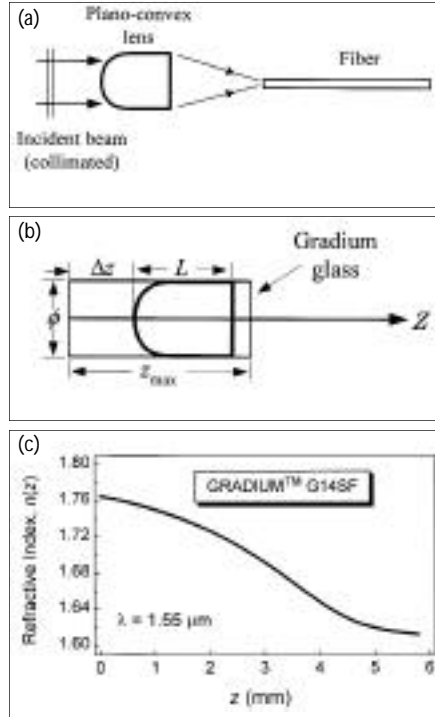 (a)
Plano-convex
lens
Fiber
Incident beam
(collimated)
(b)
Gradium
glass
Δz
L
Z
ϕ
z max
(c)
1.80
1.76
1.72
1.68
1.64
1.60
Refractive Index, n(z)
GRADIUM™ G14SF
λ = 1.55 μm
0 1 2 3 4 5 6
z (mm)